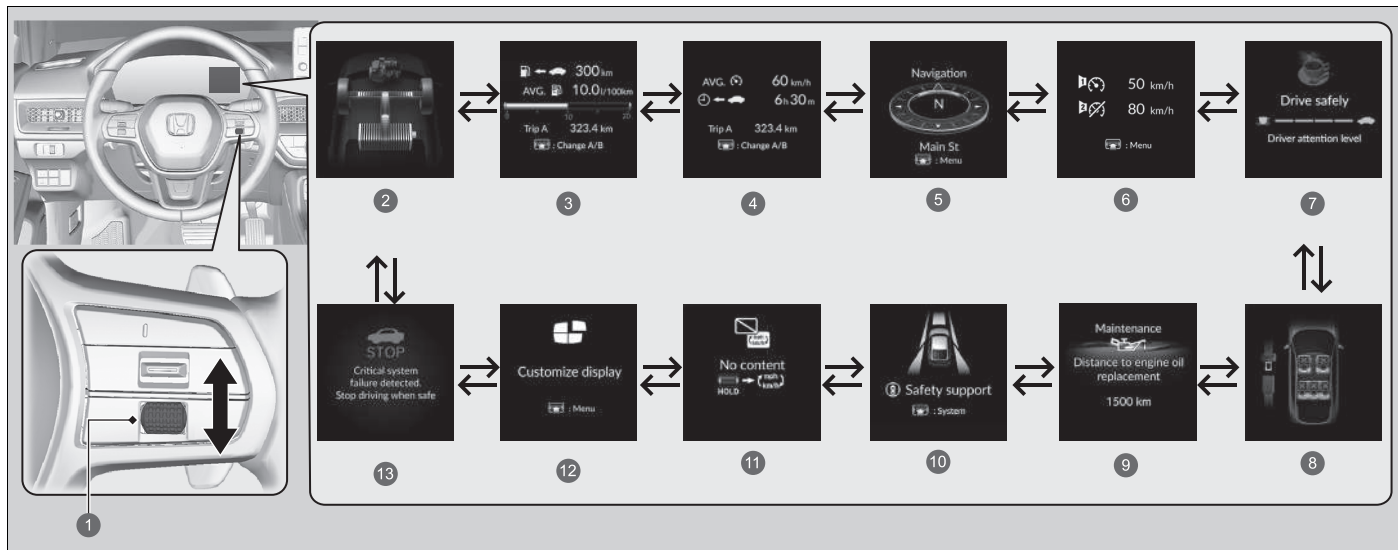 300 km
AVG. 10.0 l/100km
0 10 20
Trip A 323.4 km
: Change A/B
AVG. 60 km/h
6h 30m
Trip A 323.4 km
: Change A/B
Navigation
N
Main St
: Menu
50 km/h
80 km/h
: Menu
Drive safely
Driver attention level
2
3
4
5
6
7
STOP
Critical system
failure detected.
Stop driving when safe
Customize display
: Menu
No content
HOLD mph km/h
Safety support
: System
Maintenance
Distance to engine oil
replacement
1500 km
13
12
11
10
9
8
1